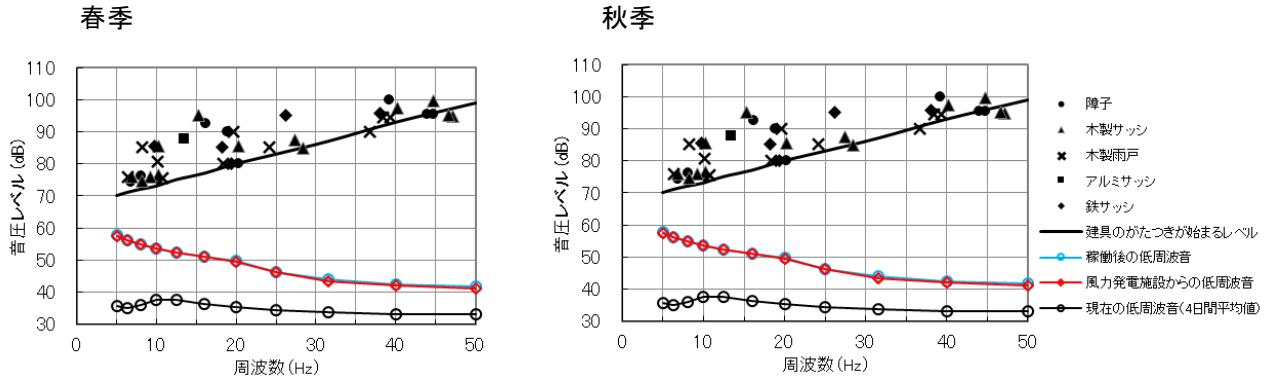 春季
110
100
90
80
70
60
50
40
30
音圧レベル(dB)
0
10
20
30
40
50
周波数(Hz)
秋季
110
100
90
80
70
60
50
40
30
音圧レベル(dB)
0
10
20
30
40
50
周波数(Hz)
障子
木製サッシ
木製雨戸
アルミサッシ
鉄サッシ
建具のがたつきが始まるレベル
稼働後の低周波音
風力発電施設からの低周波音
現在の低周波音(4日間平均値)